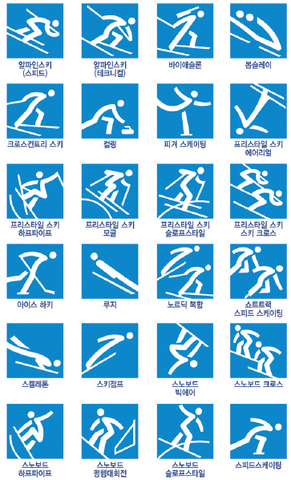 알파인스키
(스피드)
알파인스키
(테크니컬)
바이애슬론
봅슬레이
크로스컨트리 스키
컬링
피겨 스케이팅
프리스타일 스키
에어리얼
프리스타일 스키
하프파이프
프리스타일 스키
모글
프리스타일 스키
슬로프스타일
프리스타일 스키
스키 크로스
아이스 하키
루지
노르딕 복합
쇼트트랙
스피드 스케이팅
스켈레톤
스키점프
스노보드
빅에어
스노보드 크로스
스노보드
하프파이프
스노보드
평행대회전
스노보드
슬로프스타일
스피드스케이팅